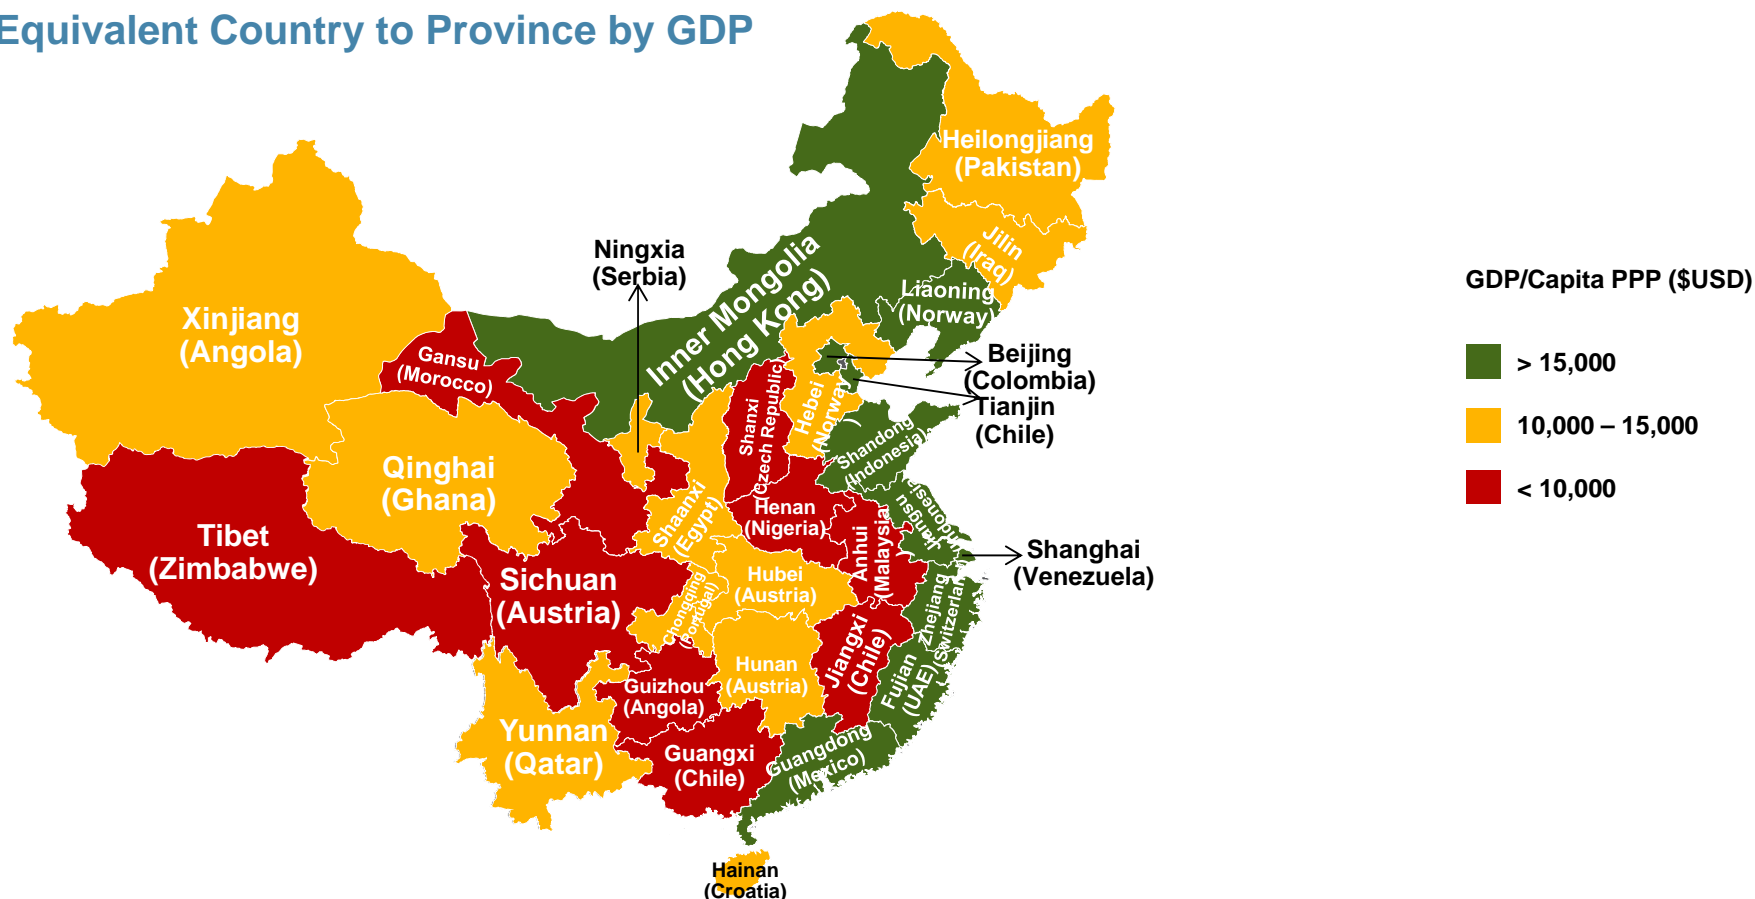 Equivalent Country to Province by GDP
Heilongjiang
(Pakistan)
Jilin
(Iraq)
Ningxia
(Serbia)
Inner Mongolia
(Hong Kong)
Liaoning
(Norway)
GDP/Capita PPP ($USD)
> 15,000
10,000 – 15,000
< 10,000
Xinjiang
(Angola)
Gansu
(Morocco)
Beijing
(Colombia)
Tianjin
(Chile)
Shanxi
(Czech Republic)
Hebei
(Norway)
Shandong
(Indonesia)
Qinghai
(Ghana)
Shaanxi
(Egypt)
Henan
(Nigeria)
Anhui
(Malaysia)
Jiangsu
Tibet
(Zimbabwe)
Shanghai
(Venezuela)
Sichuan
(Austria)
Chongqing
(Portugal)
Hubei
(Austria)
Zhejiang
(Switzerland)
Jiangxi
(Chile)
Fujian
(UAE)
Hunan
(Austria)
Guizhou
(Angola)
Yunnan
(Qatar)
Guangxi
(Chile)
Guangdong
(Mexico)
Hainan
(Croatia)